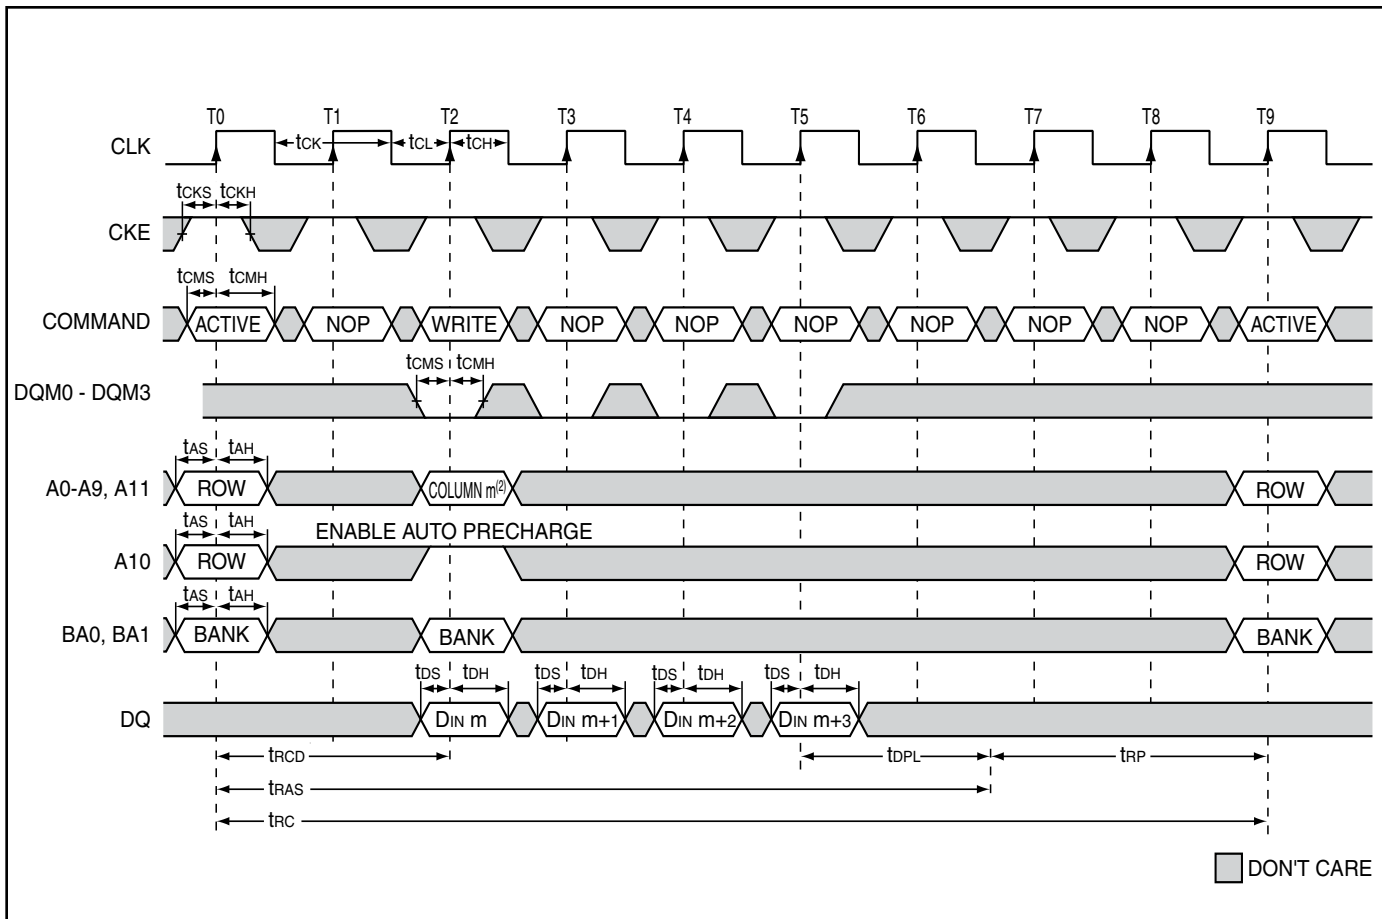 T0 T1 T2 T3 T4 T5 T6 T7 T8 T9
CLK tCK tCL tCH
tCKS tCKH
CKE
tCMS tCMH
COMMAND ACTIVE NOP WRITE NOP NOP NOP NOP NOP NOP ACTIVE
tCMS tCMH
DQM0 - DQM3
tAS tAH
A0-A9, A11 ROW COLUMN m(2) ROW
tAS tAH ENABLE AUTO PRECHARGE
A10 ROW ROW
tAS tAH
BA0, BA1 BANK BANK BANK
tDS tDH tDS tDH tDS tDH tDS tDH
DQ DIN m DIN m+1 DIN m+2 DIN m+3
tRCD tDPL tRP
tRAS
tRC
DON'T CARE